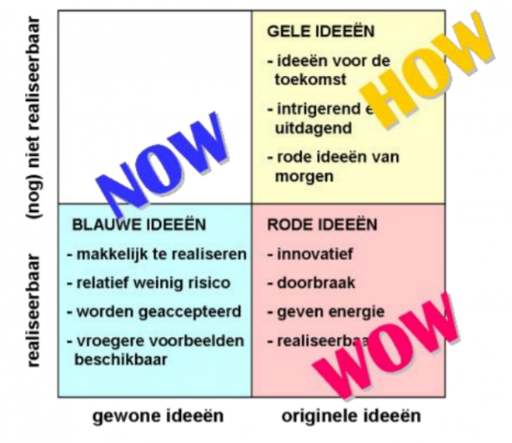 (nog) niet realiseerbaar
GELE IDEEËN
- ideeën voor de
toekomst
- intrigerend
uitdagend
- rode ideeën van
morgen
HOW
NOW
realiseerbaar
BLAUWE IDEEËN
- makkelijk te realiseren
- relatief weinig risico
- worden geaccepteerd
- vroegere voorbeelden
beschikbaar
RODE IDEEËN
- innovatief
- doorbraak
- geven energie
- realiseerbaar
WOW
gewone ideeën
originele ideeën